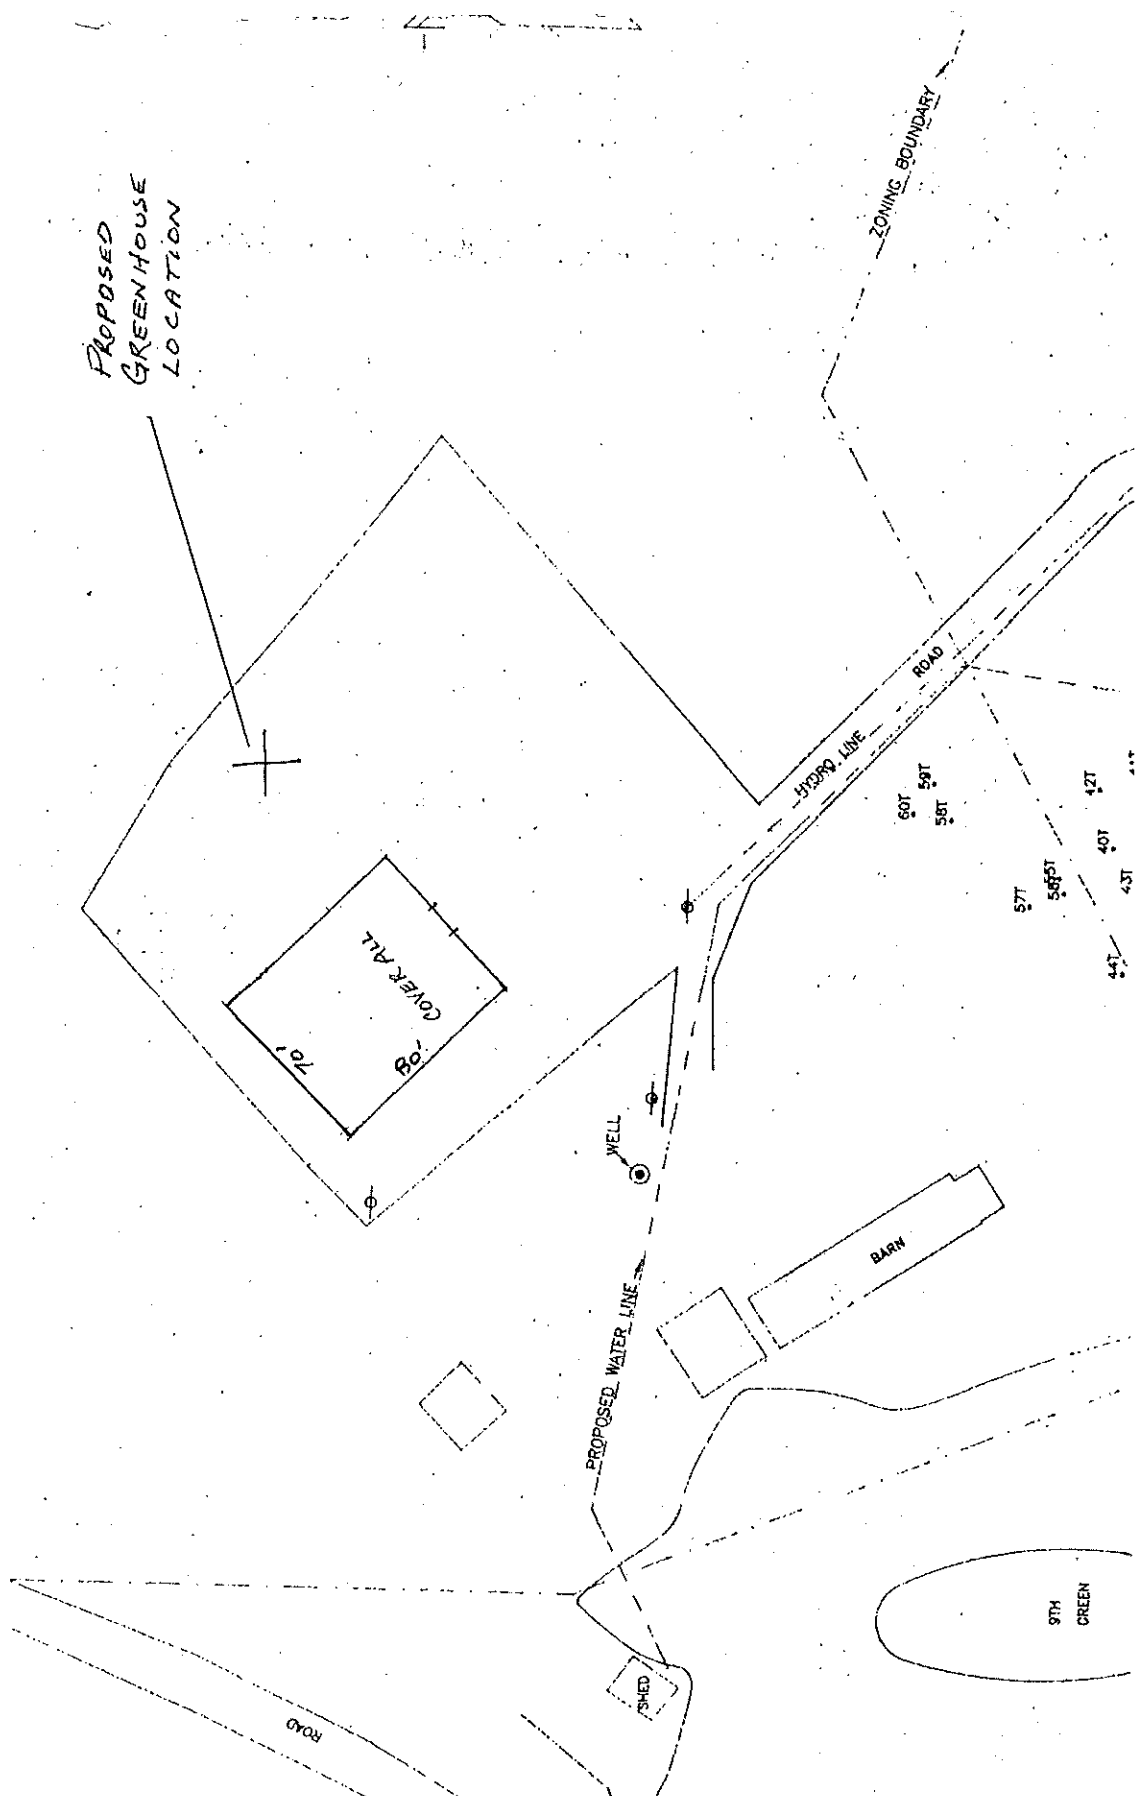 PROPOSED
GREENHOUSE
LOCATION
ZONING BOUNDARY
ROAD
HYDRO LINE
59T
60T
58T
42T
40T
57T
43T
44T
COVER ALL
70'
80'
WELL
BARN
PROPOSED WATER LINE
9TH
GREEN
SHED
ROAD